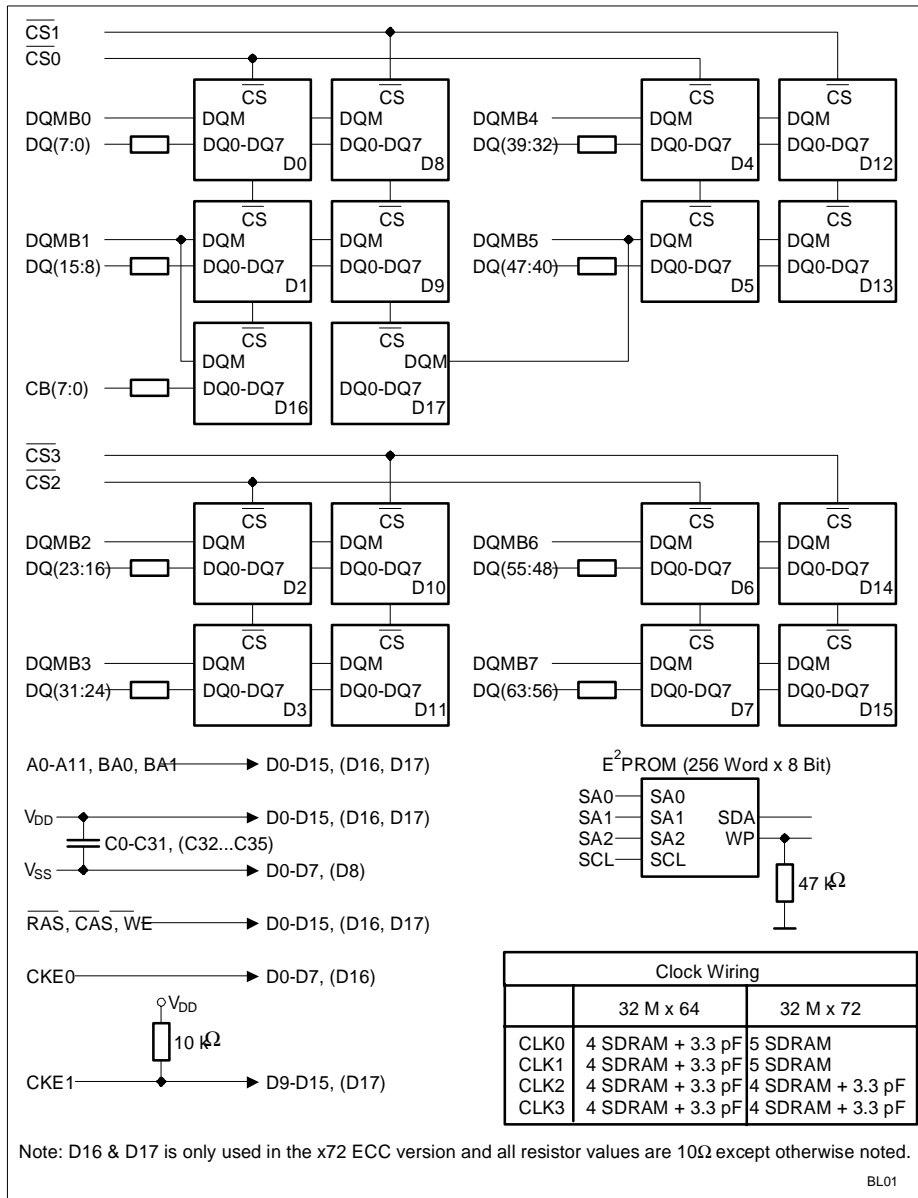 CS1
CS0
CS CS CS CS
DQMB0 DQM DQM DQMB4 DQM DQM
DQ(7:0) DQ0-DQ7 DQ0-DQ7 DQ(39:32) DQ0-DQ7 DQ0-DQ7
D0 D8 D4 D12
CS CS CS CS
DQMB1 DQM DQM DQMB5 DQM DQM
DQ(15:8) DQ0-DQ7 DQ0-DQ7 DQ(47:40) DQ0-DQ7 DQ0-DQ7
D1 D9 D5 D13
CS CS
DQM DQM
CB(7:0) DQ0-DQ7 DQ0-DQ7
D16 D17
CS3
CS2
CS CS CS CS
DQMB2 DQM DQM DQMB6 DQM DQM
DQ(23:16) DQ0-DQ7 DQ0-DQ7 DQ(55:48) DQ0-DQ7 DQ0-DQ7
D2 D10 D6 D14
CS CS CS CS
DQMB3 DQM DQM DQMB7 DQM DQM
DQ(31:24) DQ0-DQ7 DQ0-DQ7 DQ(63:56) DQ0-DQ7 DQ0-DQ7
D3 D11 D7 D15
A0-A11, BA0, BA1 D0-D15, (D16, D17)
VDD D0-D15, (D16, D17)
C0-C31, (C32...C35)
VSS D0-D7, (D8)
RAS, CAS, WE D0-D15, (D16, D17)
CKE0 D0-D7, (D16)
VDD
10 kΩ
CKE1 D9-D15, (D17)
E²PROM (256 Word x 8 Bit)
SA0 SA0
SA1 SA1 SDA
SA2 SA2 WP
SCL SCL
47 kΩ
Clock Wiring
32 M x 64 32 M x 72
CLK0 4 SDRAM + 3.3 pF 5 SDRAM
CLK1 4 SDRAM + 3.3 pF 5 SDRAM
CLK2 4 SDRAM + 3.3 pF 4 SDRAM + 3.3 pF
CLK3 4 SDRAM + 3.3 pF 4 SDRAM + 3.3 pF
Note: D16 & D17 is only used in the x72 ECC version and all resistor values are 10Ω except otherwise noted.
BL01